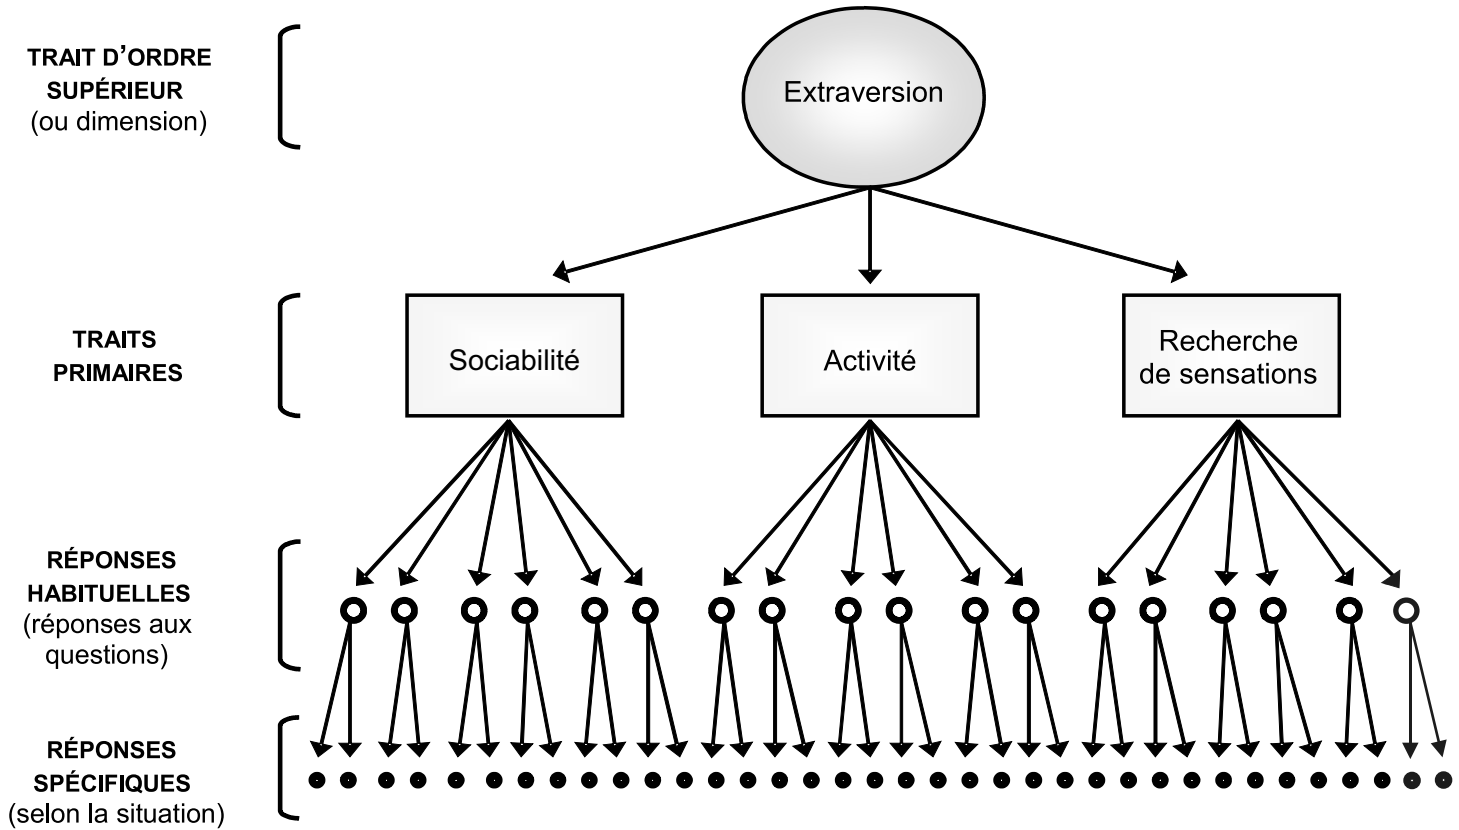 TRAIT D’ORDRE
SUPÉRIEUR
(ou dimension)
Extraversion
TRAITS
PRIMAIRES
Sociabilité
Activité
Recherche
de sensations
RÉPONSES
HABITUELLES
(réponses aux
questions)
RÉPONSES
SPÉCIFIQUES
(selon la situation)